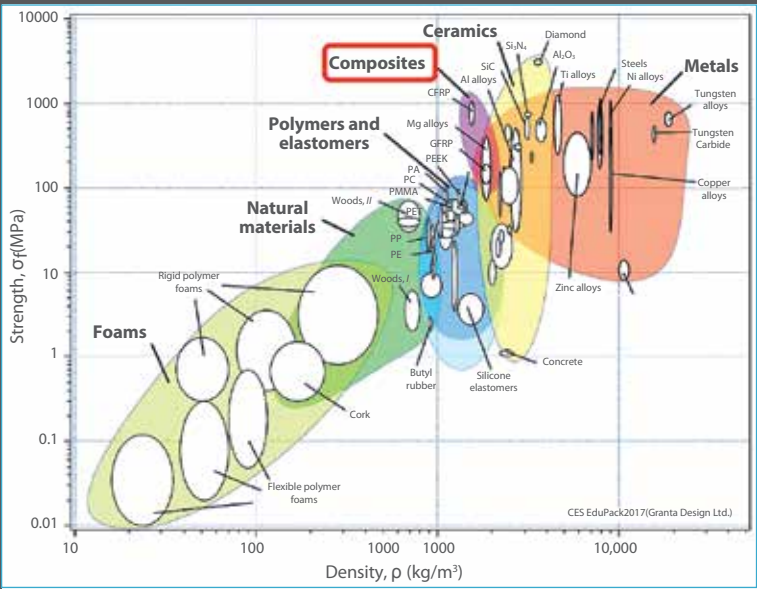 10000
1000
100
10
1
0.1
0.01
Strength, σf(MPa)
Ceramics
Composites
Metals
Polymers and
elastomers
Natural
materials
Foams
Diamond
Si₃N₄
Al₂O₃
SiC
Al alloys
Ti alloys
Steels
Ni alloys
CFRP
Tungsten
alloys
Mg alloys
Tungsten
Carbide
GFRP
PEEK
PA
PC
PMMA
Copper
alloys
Woods, II
PET
PP
PE
Rigid polymer
foams
Woods, I
Zinc alloys
Concrete
Butyl
rubber
Silicone
elastomers
Cork
Flexible polymer
foams
CES EduPack2017(Granta Design Ltd.)
10
100
1000
1000
10,000
Density, ρ (kg/m³)